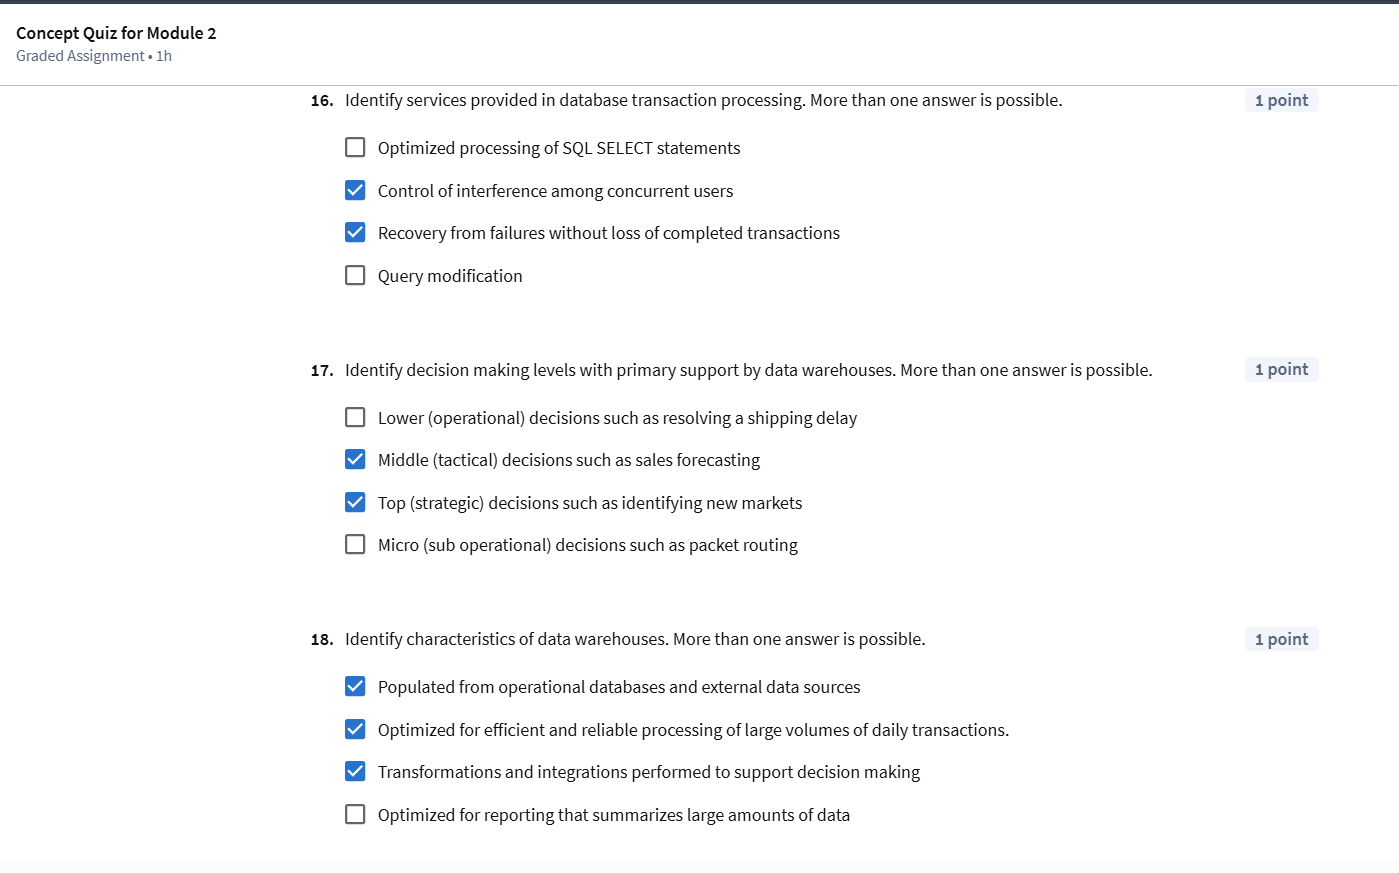 Concept Quiz for Module 2
Graded Assignment • 1h
16. Identify services provided in database transaction processing. More than one answer is possible. 1 point
Optimized processing of SQL SELECT statements
Control of interference among concurrent users
Recovery from failures without loss of completed transactions
Query modification
17. Identify decision making levels with primary support by data warehouses. More than one answer is possible. 1 point
Lower (operational) decisions such as resolving a shipping delay
Middle (tactical) decisions such as sales forecasting
Top (strategic) decisions such as identifying new markets
Micro (sub operational) decisions such as packet routing
18. Identify characteristics of data warehouses. More than one answer is possible. 1 point
Populated from operational databases and external data sources
Optimized for efficient and reliable processing of large volumes of daily transactions.
Transformations and integrations performed to support decision making
Optimized for reporting that summarizes large amounts of data